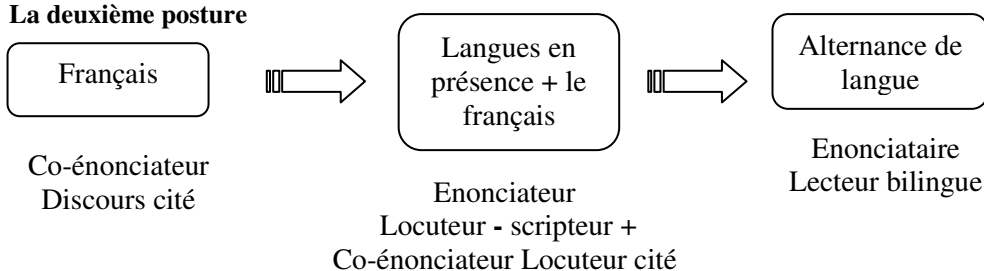 La deuxième posture
Français
Langues en
présence + le
français
Alternance de
langue
Co-énonciateur
Discours cité
Enonciateur
Locuteur - scripteur +
Co-énonciateur Locuteur cité
Enonciataire
Lecteur bilingue